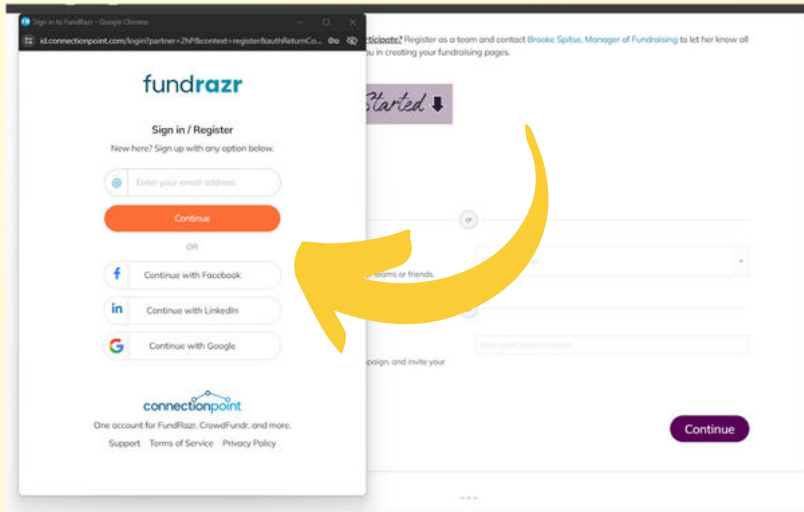 Sign in to FundRazr - Google Chrome
id.connectionpoint.com/login?partner=2hP&context=register&authReturnCo...
fundrazr
Sign in / Register
New here? Sign up with any option below.
Enter your email address
Continue
OR
Continue with Facebook
Continue with LinkedIn
Continue with Google
connectionpoint
One account for FundRazr, CrowdFundr, and more.
Support Terms of Service Privacy Policy
ticipate? Register as a team and contact Brooke Spitse, Manager of Fundraising to let her know all
u in creating your fundraising pages.
Started
or
teams or friends.
paign, and invite your
Continue